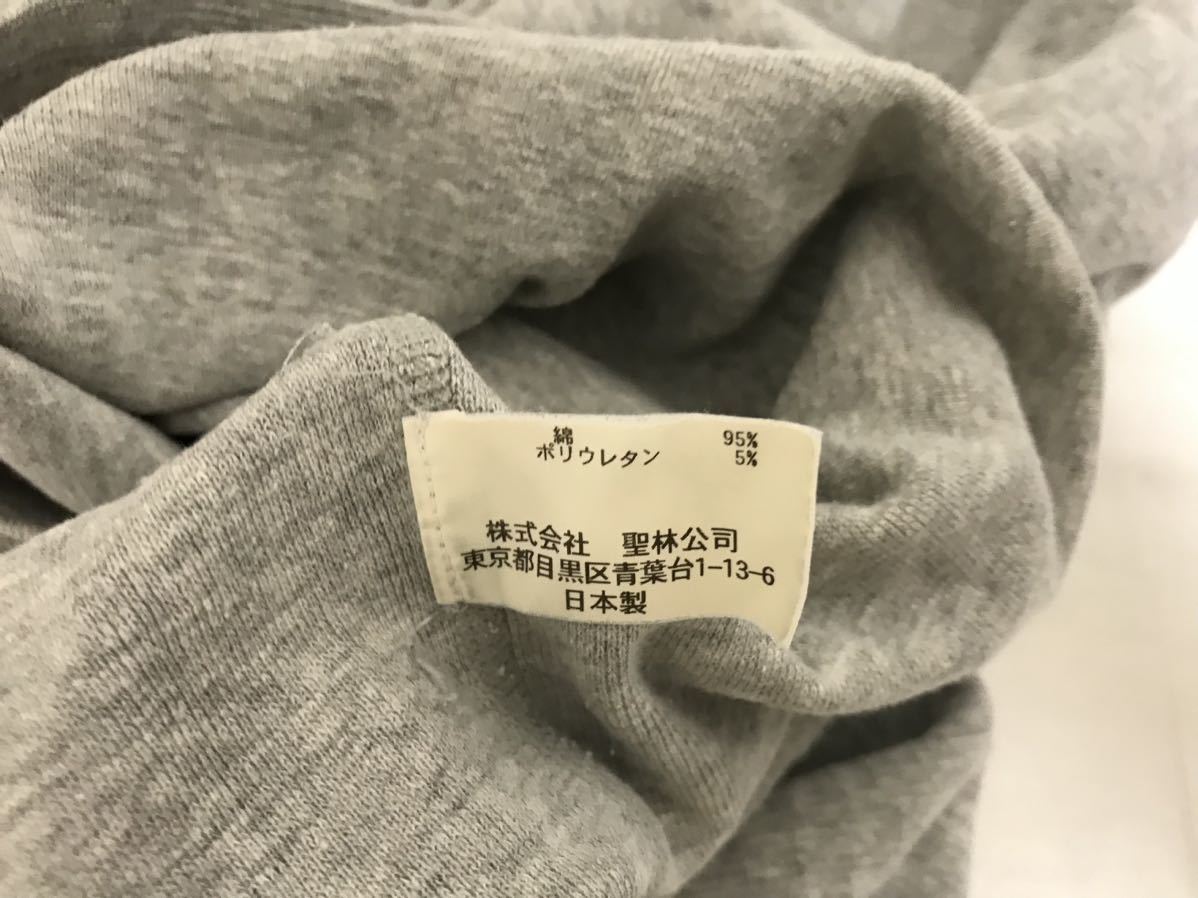 綿 95%
ポリウレタン 5%
株式会社 聖林公司
東京都目黒区青葉台1-13-6
日本製